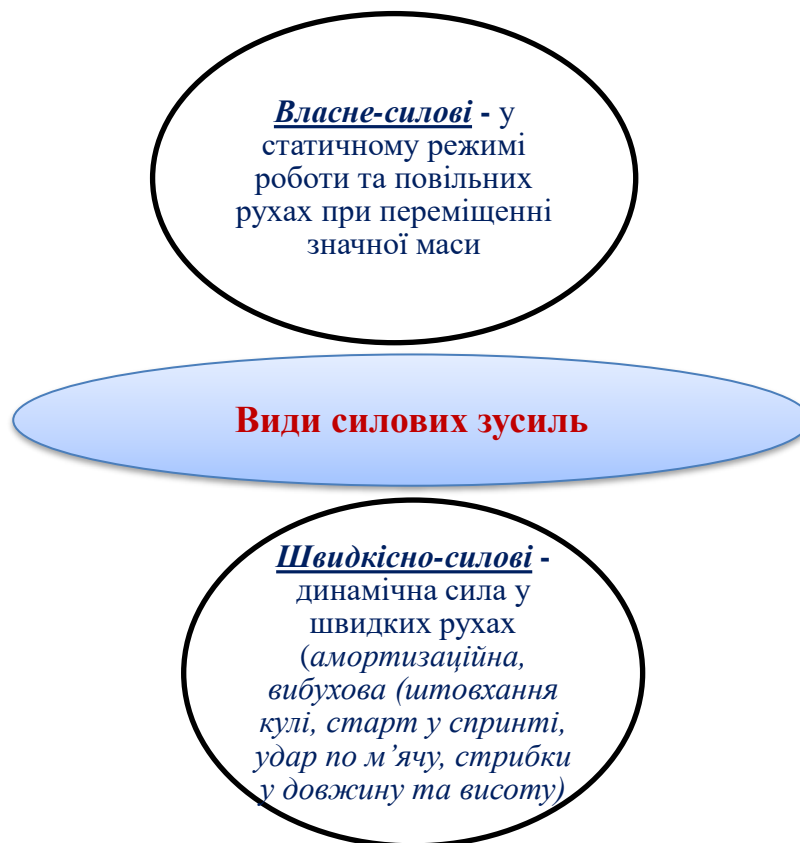 Власне-силові - у
статичному режимі
роботи та повільних
рухах при переміщенні
значної маси
Види силових зусиль
Швидкісно-силові -
динамічна сила у
швидких рухах
(амортизаційна,
вибухова (штовхання
кулі, старт у спринті,
удар по м’ячу, стрибки
у довжину та висоту)